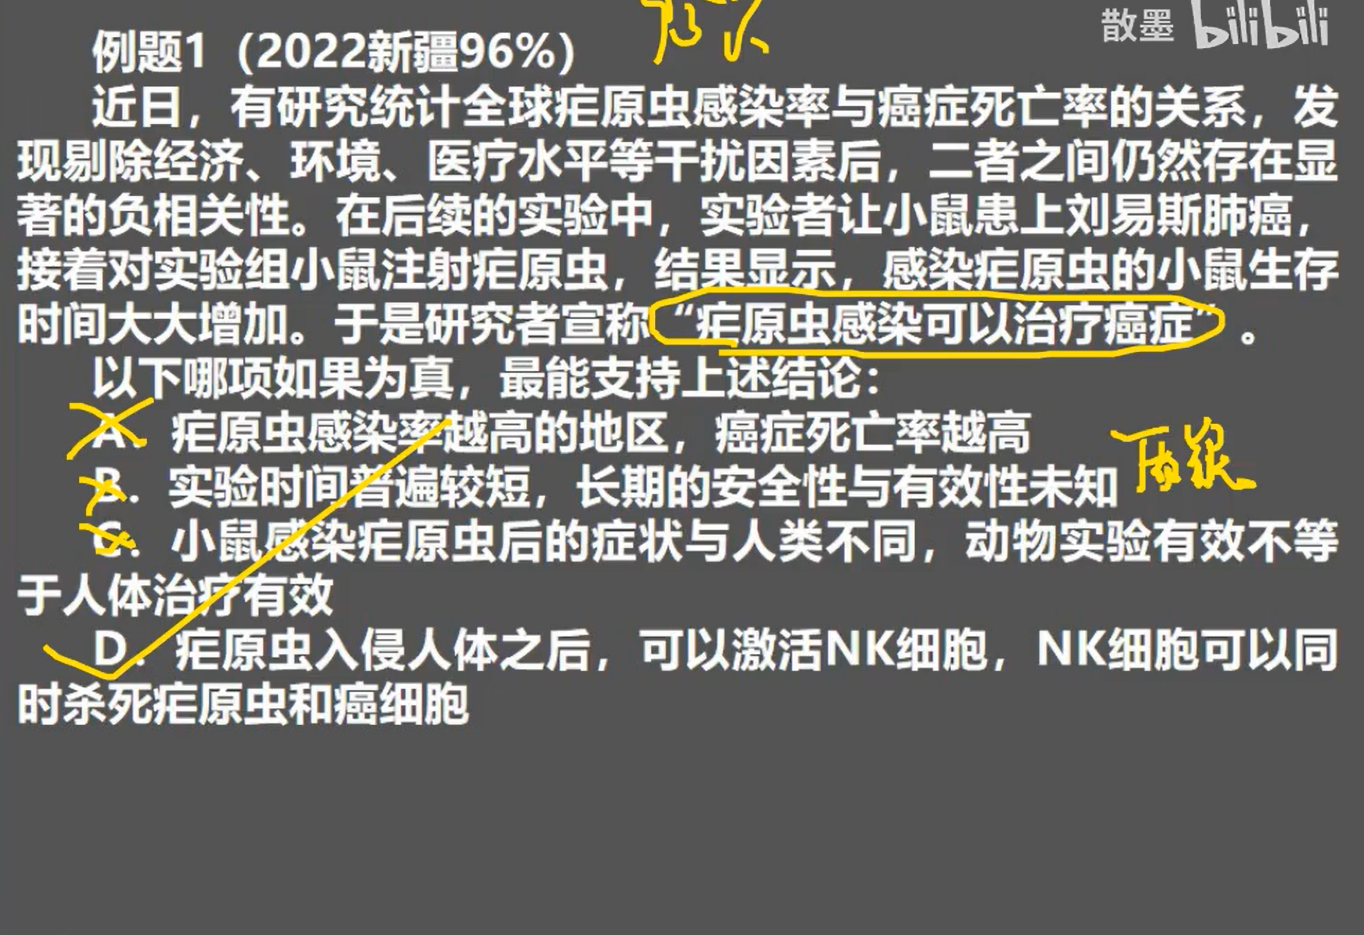 散墨 bilibili
例题1（2022新疆96%）
近日，有研究统计全球疟原虫感染率与癌症死亡率的关系，发
现剔除经济、环境、医疗水平等干扰因素后，二者之间仍然存在显
著的负相关性。在后续的实验中，实验者让小鼠患上刘易斯肺癌，
接着对实验组小鼠注射疟原虫，结果显示，感染疟原虫的小鼠生存
时间大大增加。于是研究者宣称“疟原虫感染可以治疗癌症”。
以下哪项如果为真，最能支持上述结论：
A．疟原虫感染率越高的地区，癌症死亡率越高
B．实验时间普遍较短，长期的安全性与有效性未知
C．小鼠感染疟原虫后的症状与人类不同，动物实验有效不等
于人体治疗有效
D．疟原虫入侵人体之后，可以激活NK细胞，NK细胞可以同
时杀死疟原虫和癌细胞